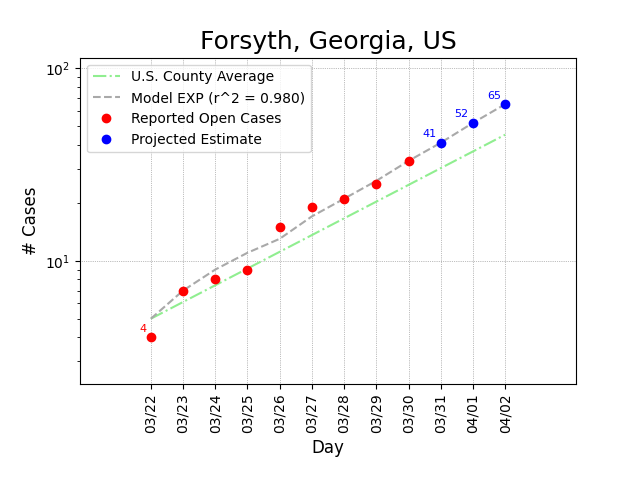 Forsyth, Georgia, US
U.S. County Average
Model EXP (r^2 = 0.980)
Reported Open Cases
Projected Estimate
10²
10¹
# Cases
4
41
52
65
03/22
03/23
03/24
03/25
03/26
03/27
03/28
03/29
03/30
03/31
04/01
04/02
Day